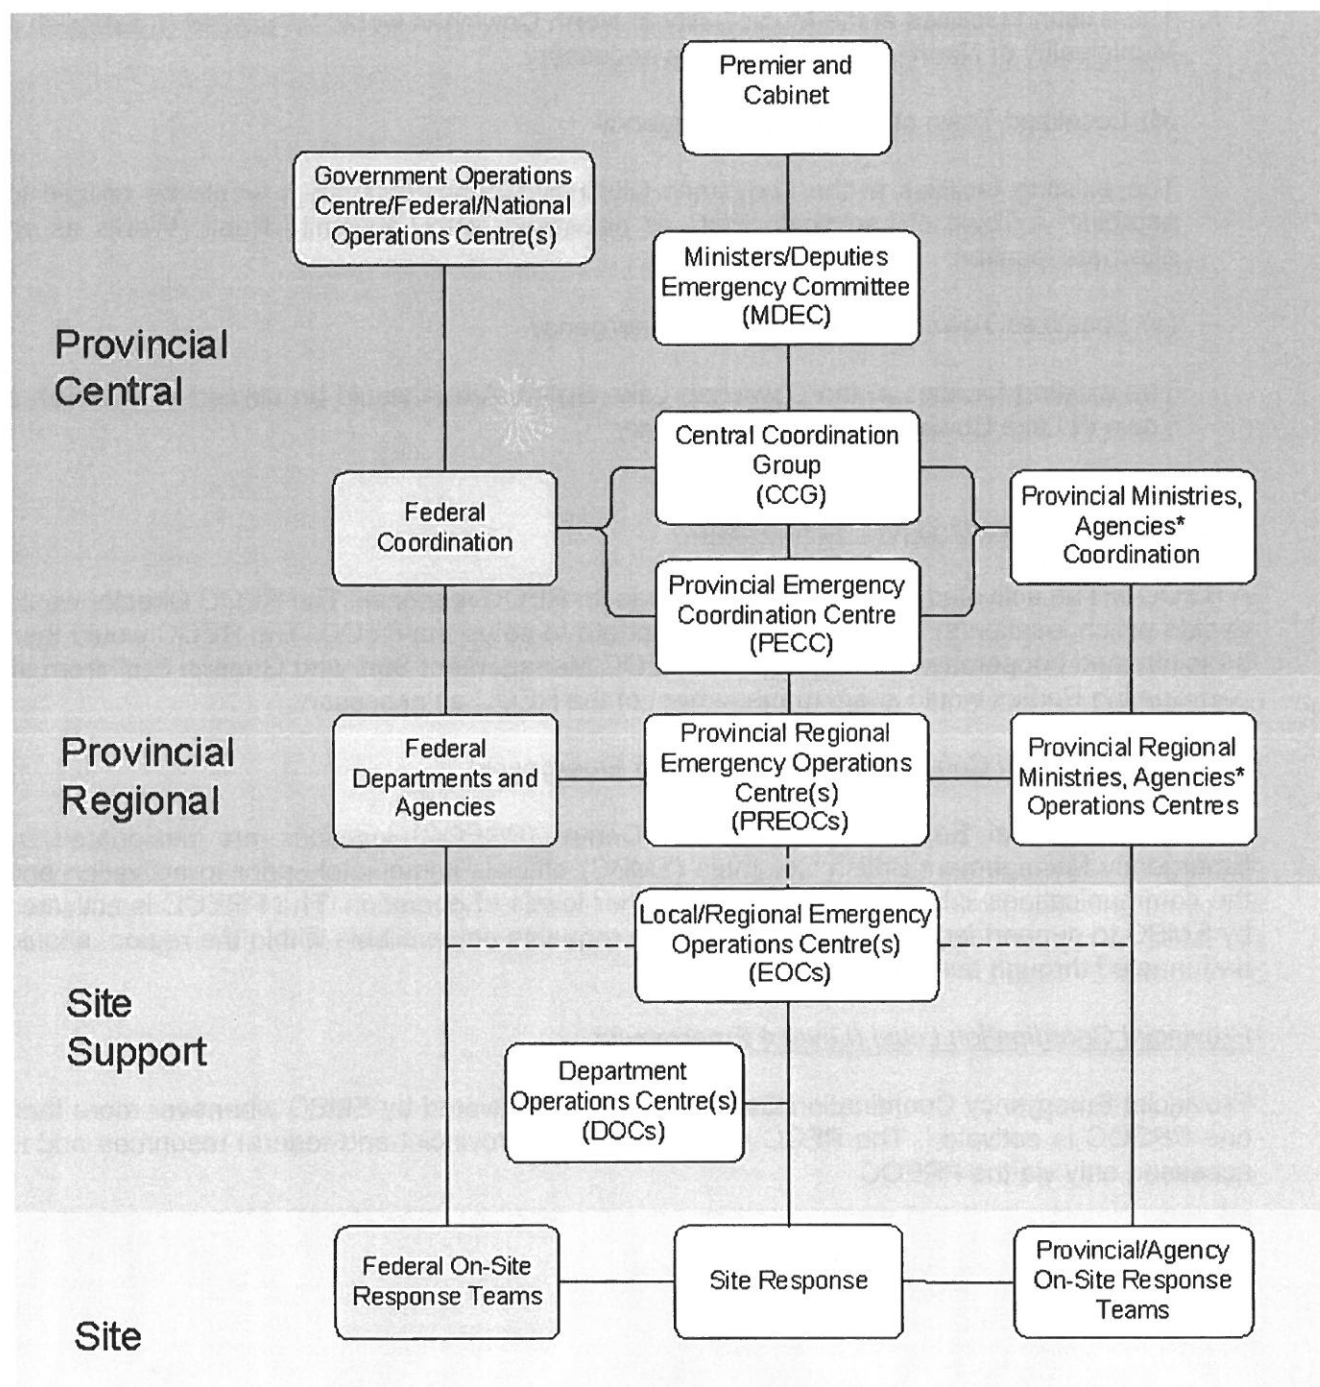 Premier and
Cabinet
Government Operations
Centre/Federal/National
Operations Centre(s)
Ministers/Deputies
Emergency Committee
(MDEC)
Provincial
Central
Central Coordination
Group
(CCG)
Federal
Coordination
Provincial Ministries,
Agencies*
Coordination
Provincial Emergency
Coordination Centre
(PECC)
Provincial
Regional
Federal
Departments and
Agencies
Provincial Regional
Emergency Operations
Centre(s)
(PREOCs)
Provincial Regional
Ministries, Agencies*
Operations Centres
Local/Regional Emergency
Operations Centre(s)
(EOCs)
Site
Support
Department
Operations Centre(s)
(DOCs)
Federal On-Site
Response Teams
Site Response
Provincial/Agency
On-Site Response
Teams
Site